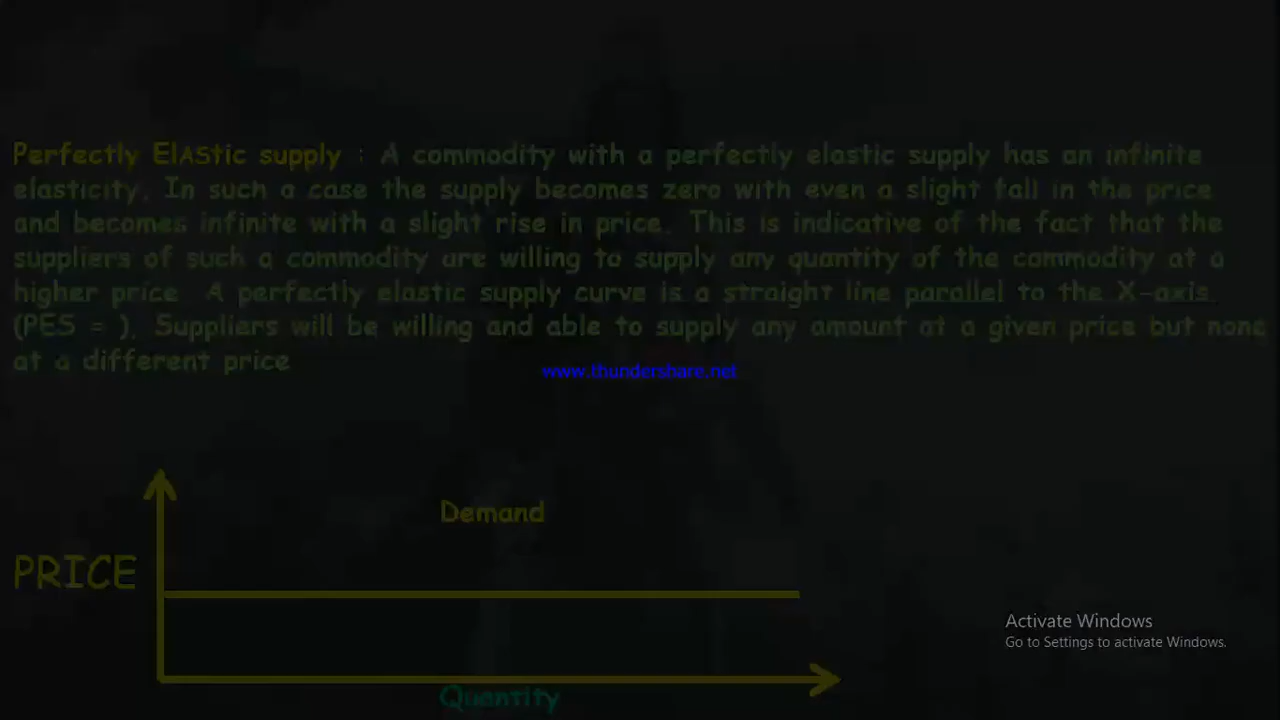 Perfectly ElAStic supply : A commodity with a perfectly elastic supply has an infinite
elasticity. In such a case the supply becomes zero with even a slight fall in the price
and becomes infinite with a slight rise in price. This is indicative of the fact that the
suppliers of such a commodity are willing to supply any quantity of the commodity at a
higher price. A perfectly elastic supply curve is a straight line parallel to the X-axis.
(PES = ). Suppliers will be willing and able to supply any amount at a given price but none
at a different price
www.thundershare.net
Demand
PRICE
Activate Windows
Go to Settings to activate Windows.
Quantity